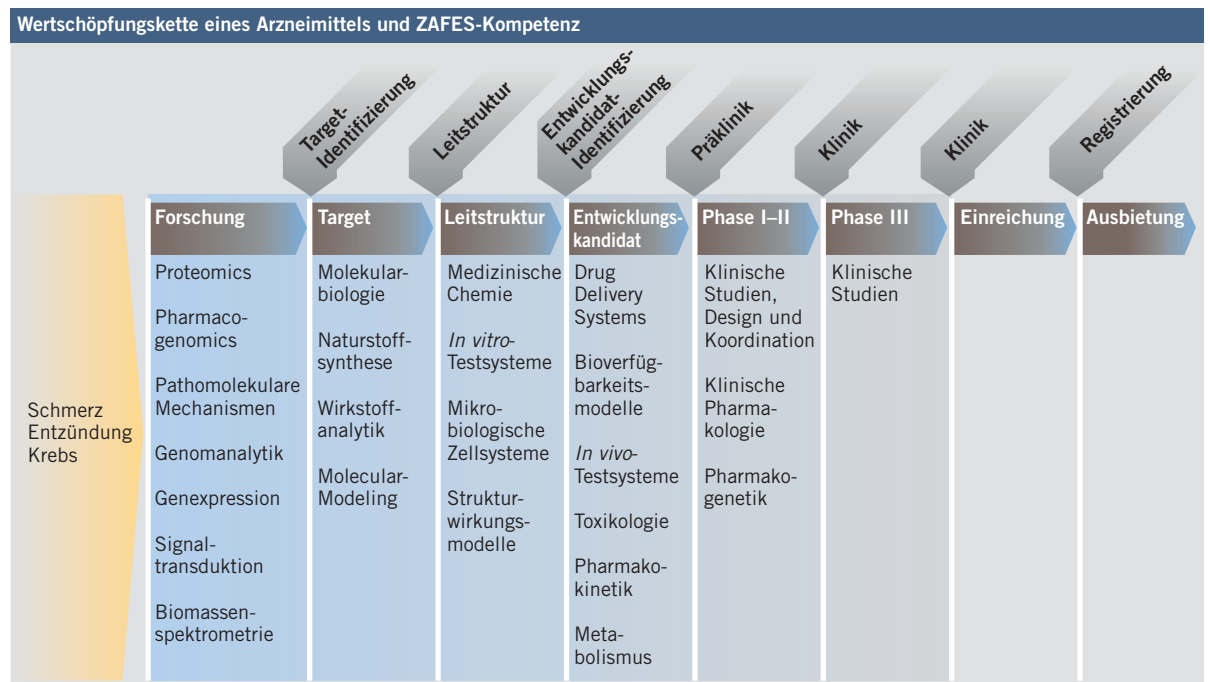 Wertschöpfungskette eines Arzneimittels und ZAFES-Kompetenz
Target-
Identifizierung
Leitstruktur
Entwicklungs-
kandidat-
Identifizierung
Präklinik
Klinik
Klinik
Registrierung
Schmerz
Entzündung
Krebs
Forschung
Proteomics
Pharmaco-
genomics
Pathomolekulare
Mechanismen
Genomanalytik
Genexpression
Signal-
transduktion
Biomassen-
spektrometrie
Target
Molekular-
biologie
Naturstoff-
synthese
Wirkstoff-
analytik
Molecular-
Modeling
Leitstruktur
Medizinische
Chemie
In vitro-
Testsysteme
Mikro-
biologische
Zellsysteme
Struktur-
wirkungs-
modelle
Entwicklungs-
kandidat
Drug
Delivery
Systems
Bioverfüg-
barkeits-
modelle
In vivo-
Testsysteme
Toxikologie
Pharmako-
kinetik
Meta-
bolismus
Phase I–II
Klinische
Studien,
Design und
Koordination
Klinische
Pharma-
kologie
Pharmako-
genetik
Phase III
Klinische
Studien
Einreichung
Ausbietung